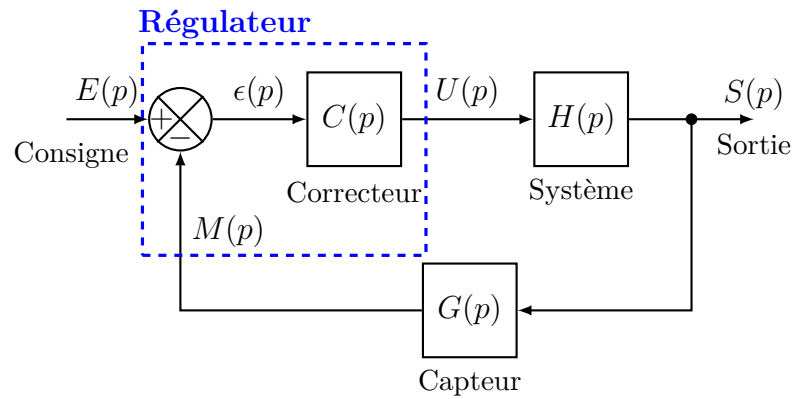 Régulateur
E(p)
ϵ(p)
U(p)
S(p)
+
−
C(p)
H(p)
Consigne
Sortie
Correcteur
Système
M(p)
G(p)
Capteur